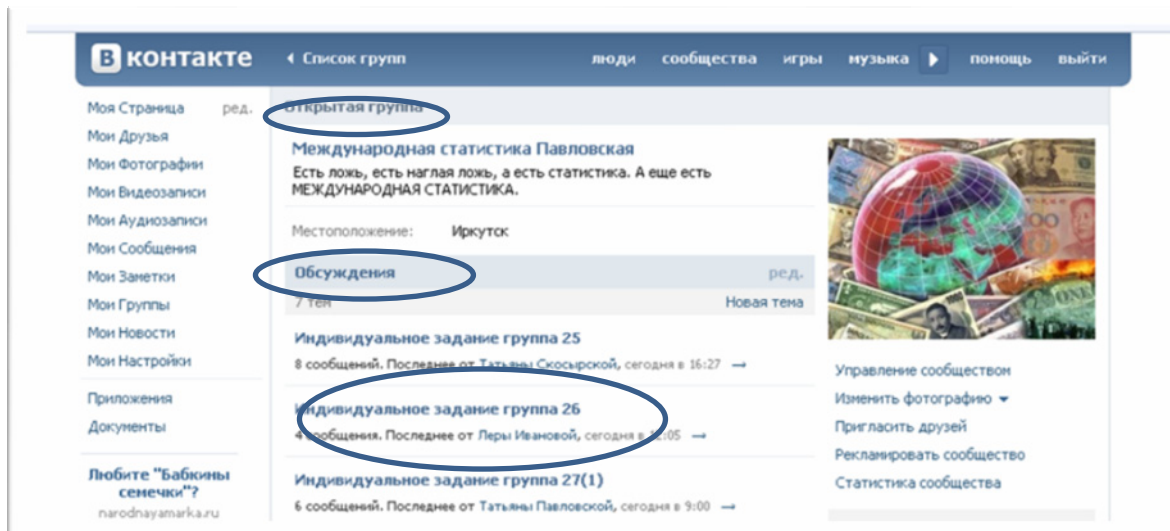 В контакте
Список групп
люди сообщества игры музыка помощь выйти
Моя Страница ред.
Мои Друзья
Мои Фотографии
Мои Видеозаписи
Мои Аудиозаписи
Мои Сообщения
Мои Заметки
Мои Группы
Мои Новости
Мои Настройки
Приложения
Документы
Любите "Бабкины
семечки"?
narodnayamarka.ru
Открытая группа
Международная статистика Павловская
Есть ложь, есть наглая ложь, а есть статистика. А еще есть
МЕЖДУНАРОДНАЯ СТАТИСТИКА.
Местоположение: Иркутск
Обсуждения ред.
7 тем Новая тема
Индивидуальное задание группа 25
8 сообщений. Последнее от Татьяны Скосырской, сегодня в 16:27 →
Индивидуальное задание группа 26
4 сообщения. Последнее от Леры Ивановой, сегодня в 12:05 →
Индивидуальное задание группа 27(1)
6 сообщений. Последнее от Татьяны Павловской, сегодня в 9:00 →
Управление сообществом
Изменить фотографию
Пригласить друзей
Рекламировать сообщество
Статистика сообщества